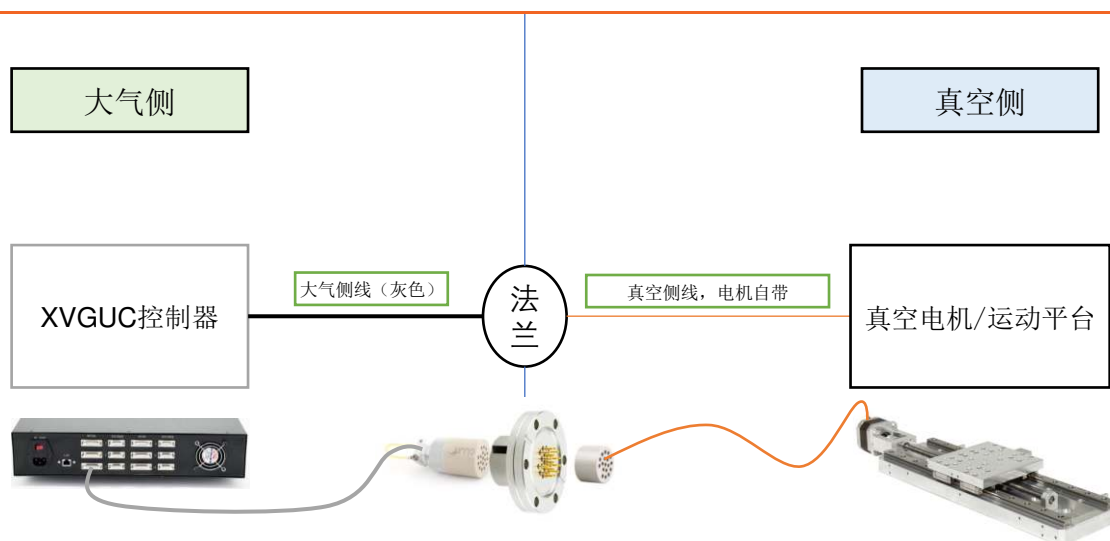 大气侧
真空侧
XVGUC控制器
大气侧线（灰色）
法
兰
真空侧线，电机自带
真空电机/运动平台